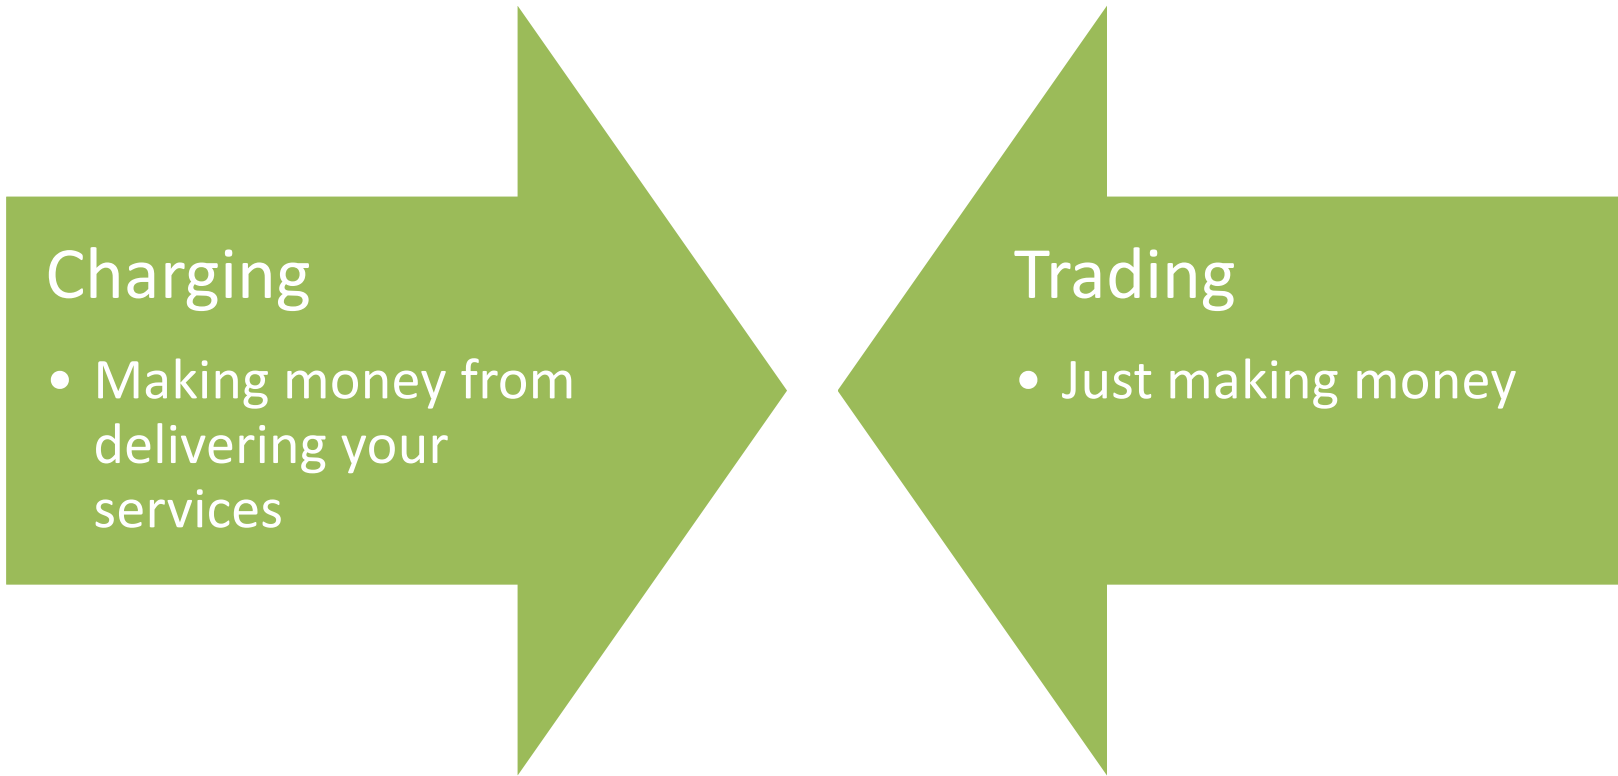 Charging
• Making money from
delivering your
services
Trading
• Just making money